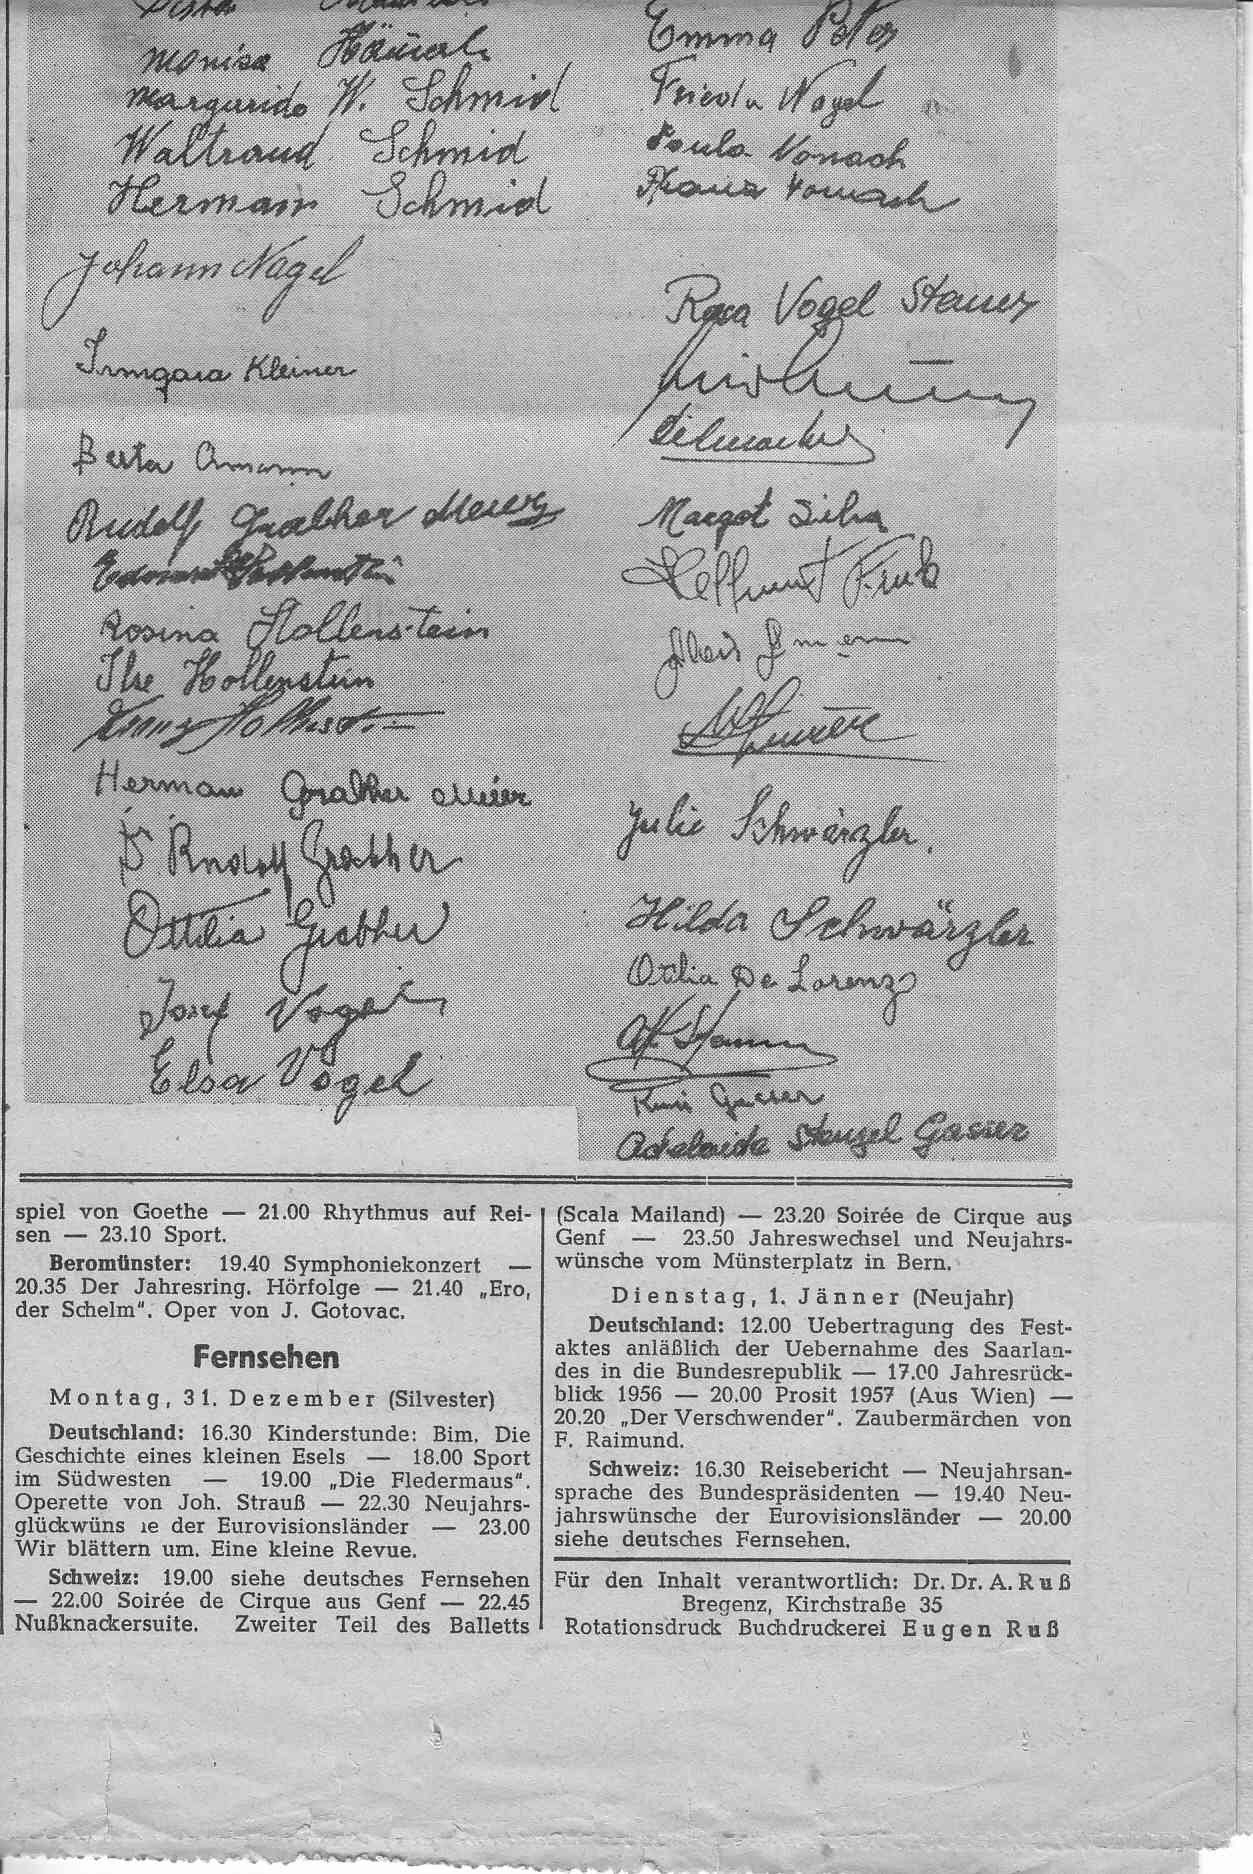 Emma Peter
Monisa
W. Schmid
Waltraud Schmid
Hermann Schmid
Frieda Nagel
Paula Vonach
Franz Vonach
Johann Nagel
Irmgard Kleiner
Berta Amann
Rudolf Grabher Meier
Rosina Hollenstein
Ilse Hollenstein
Herman Grabher Meier
Rudolf Grabher
Ottilia Grabher
Josef Vogel
Elsa Vogel
Rosa Vogel
Margot
Helmut
Julie Schwärzler.
Hilda Schwärzler
Otilia De Lorenzo
Gasser
Adelaide Stengel Gasser
spiel von Goethe — 21.00 Rhythmus auf Rei-
sen — 23.10 Sport.
Beromünster: 19.40 Symphoniekonzert —
20.35 Der Jahresring. Hörfolge — 21.40 „Ero,
der Schelm". Oper von J. Gotovac.
Fernsehen
Montag, 31. Dezember (Silvester)
Deutschland: 16.30 Kinderstunde: Bim. Die
Geschichte eines kleinen Esels — 18.00 Sport
im Südwesten — 19.00 „Die Fledermaus".
Operette von Joh. Strauß — 22.30 Neujahrs-
glückwüns ie der Eurovisionsländer — 23.00
Wir blättern um. Eine kleine Revue.
Schweiz: 19.00 siehe deutsches Fernsehen
— 22.00 Soirée de Cirque aus Genf — 22.45
Nußknackersuite. Zweiter Teil des Balletts
(Scala Mailand) — 23.20 Soirée de Cirque aus
Genf — 23.50 Jahreswechsel und Neujahrs-
wünsche vom Münsterplatz in Bern.
Dienstag, 1. Jänner (Neujahr)
Deutschland: 12.00 Uebertragung des Fest-
aktes anläßlich der Uebernahme des Saarlan-
des in die Bundesrepublik — 17.00 Jahresrück-
blick 1956 — 20.00 Prosit 1957 (Aus Wien) —
20.20 „Der Verschwender". Zaubermärchen von
F. Raimund.
Schweiz: 16.30 Reisebericht — Neujahrsan-
sprache des Bundespräsidenten — 19.40 Neu-
jahrswünsche der Eurovisionsländer — 20.00
siehe deutsches Fernsehen.
Für den Inhalt verantwortlich: Dr. Dr. A. Ruß
Bregenz, Kirchstraße 35
Rotationsdruck Buchdruckerei Eugen Ruß